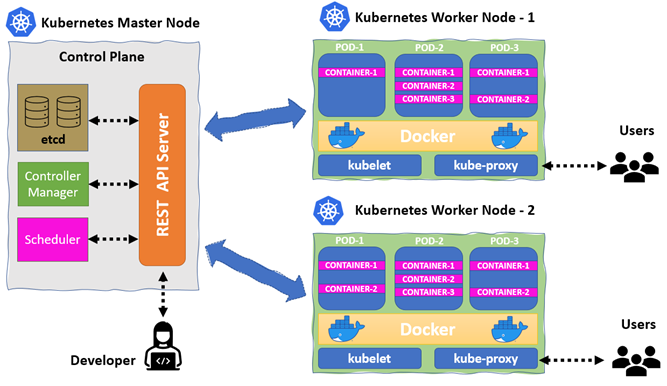 Kubernetes Master Node
Control Plane
etcd
Controller
Manager
Scheduler
REST API Server
Developer
Kubernetes Worker Node - 1
POD-1 POD-2 POD-3
CONTAINER-1 CONTAINER-1 CONTAINER-1
CONTAINER-2
CONTAINER-3 CONTAINER-2
Docker
kubelet kube-proxy
Users
Kubernetes Worker Node - 2
POD-1 POD-2 POD-3
CONTAINER-1 CONTAINER-1 CONTAINER-1
CONTAINER-2
CONTAINER-2 CONTAINER-3 CONTAINER-2
Docker
kubelet kube-proxy
Users